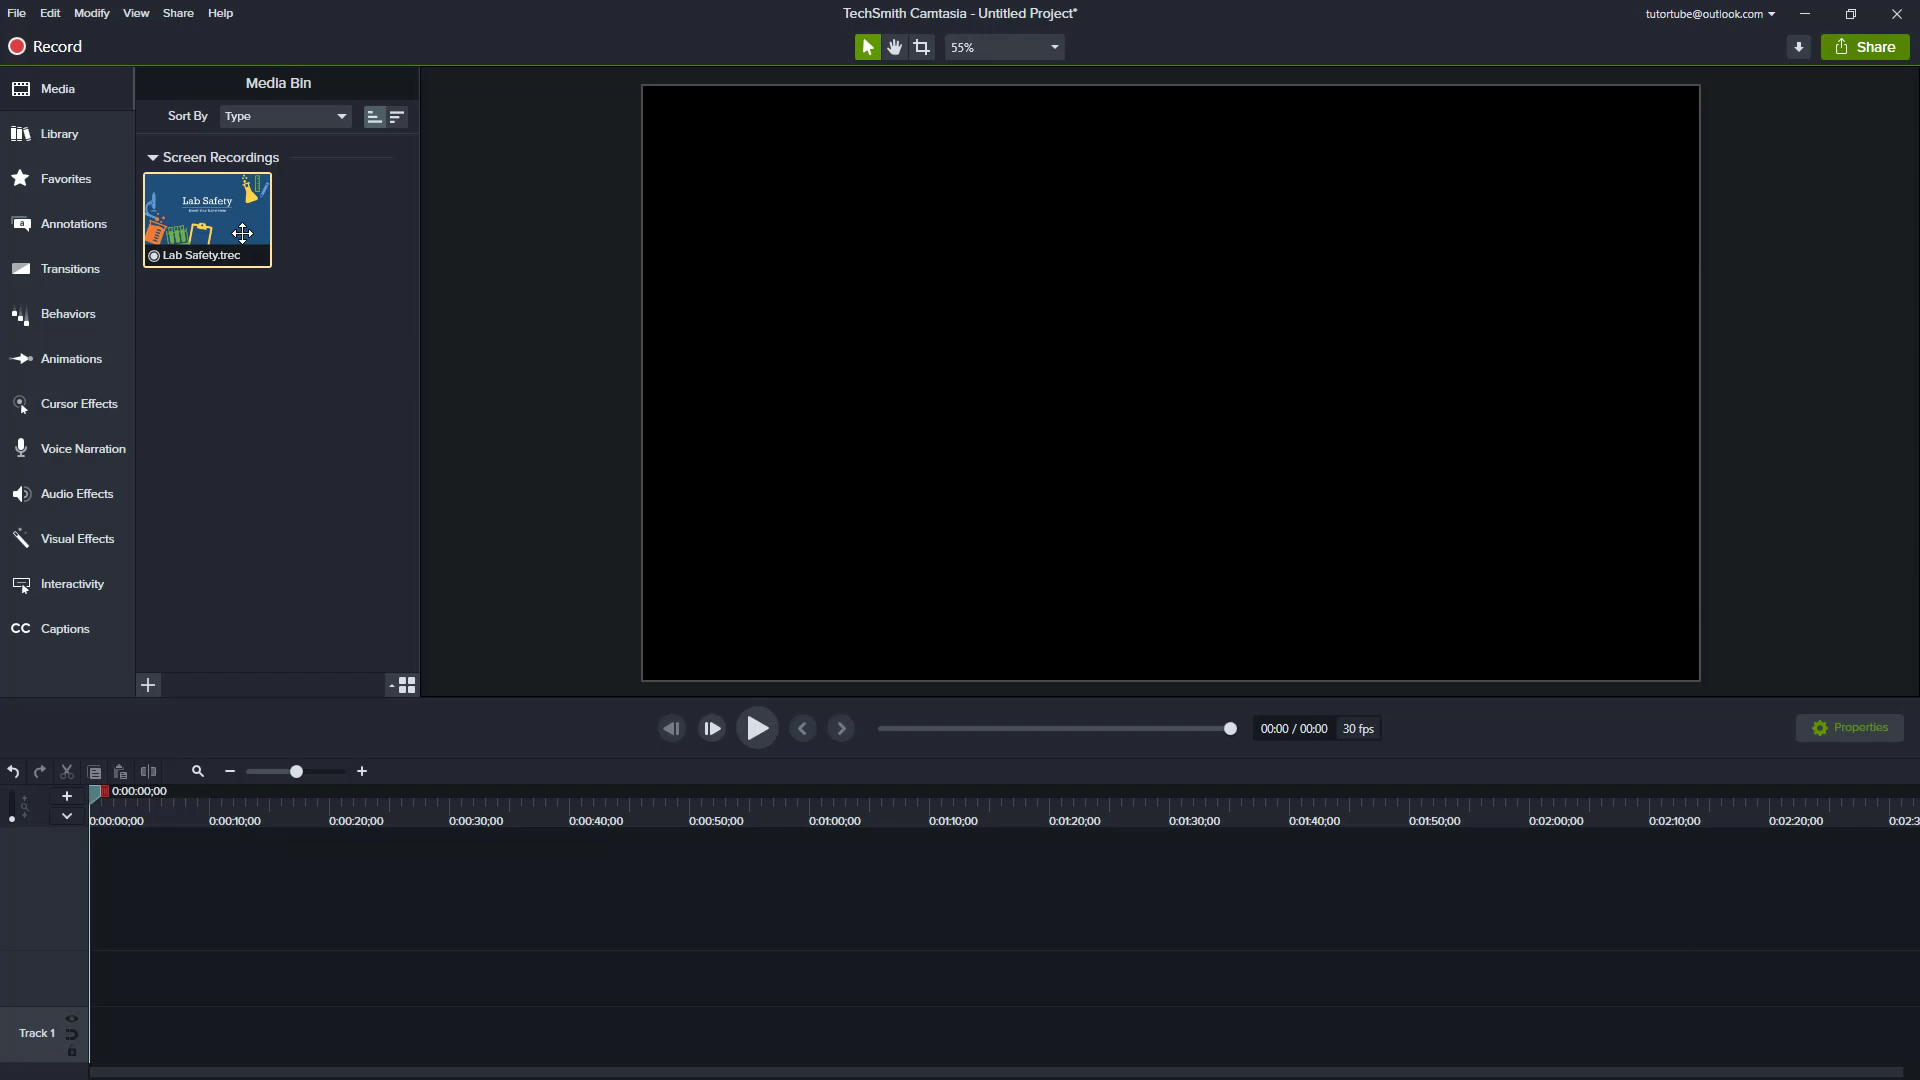 File Edit Modify View Share Help
TechSmith Camtasia - Untitled Project*
tutortube@outlook.com
Record
55%
Share
Media
Library
Favorites
Annotations
Transitions
Behaviors
Animations
Cursor Effects
Voice Narration
Audio Effects
Visual Effects
Interactivity
CC Captions
Media Bin
Sort By Type
Screen Recordings
Lab Safety
Lab Safety.trec
00:00 / 00:00 30 fps
Properties
0:00:00;00
0:00:00;00 0:00:10;00 0:00:20;00 0:00:30;00 0:00:40;00 0:00:50;00 0:01:00;00 0:01:10;00 0:01:20;00 0:01:30;00 0:01:40;00 0:01:50;00 0:02:00;00 0:02:10;00 0:02:20;00 0:02:3
Track 1